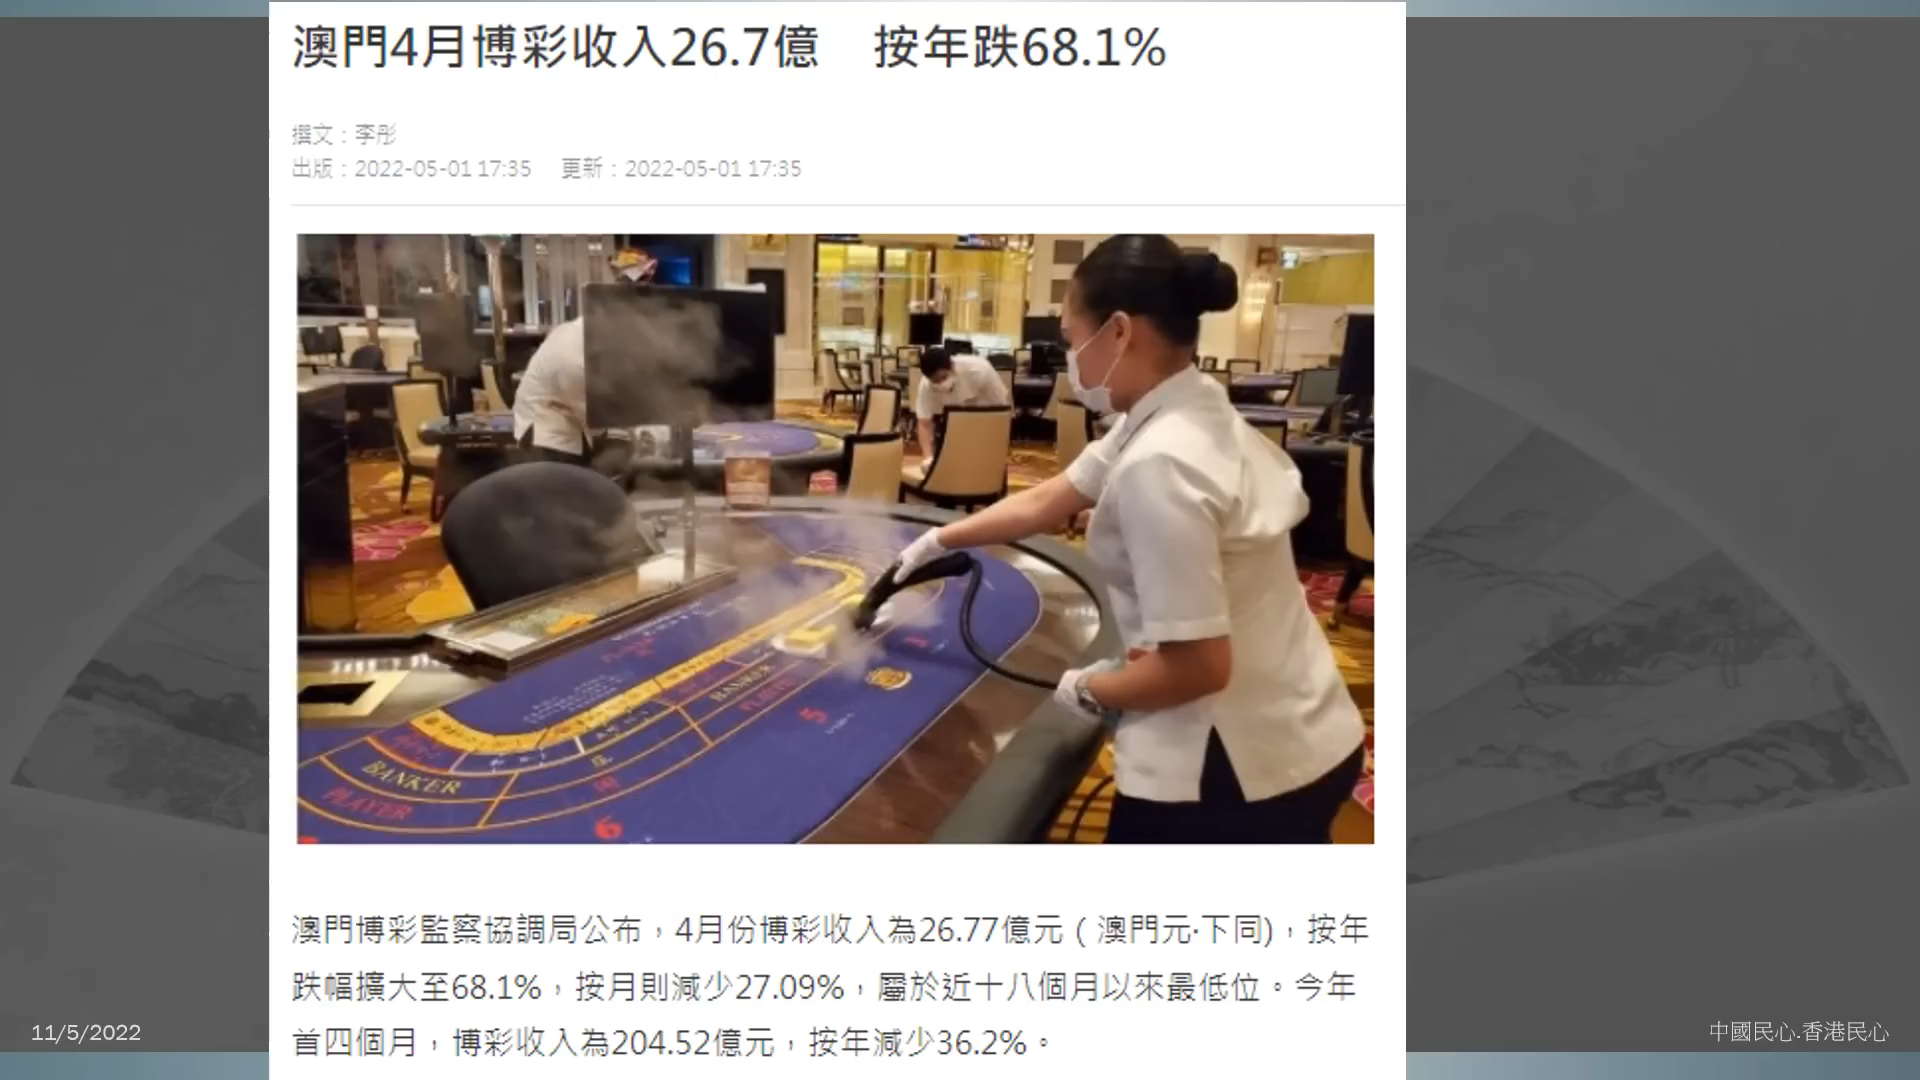 澳門4月博彩收入26.7億　按年跌68.1%
撰文：李彤
出版：2022-05-01 17:35　更新：2022-05-01 17:35
BANKER
PLAYER
BANKER
5
6
澳門博彩監察協調局公布，4月份博彩收入為26.77億元（澳門元·下同)，按年
跌幅擴大至68.1%，按月則減少27.09%，屬於近十八個月以來最低位。今年
首四個月，博彩收入為204.52億元，按年減少36.2%。
11/5/2022
中國民心.香港民心